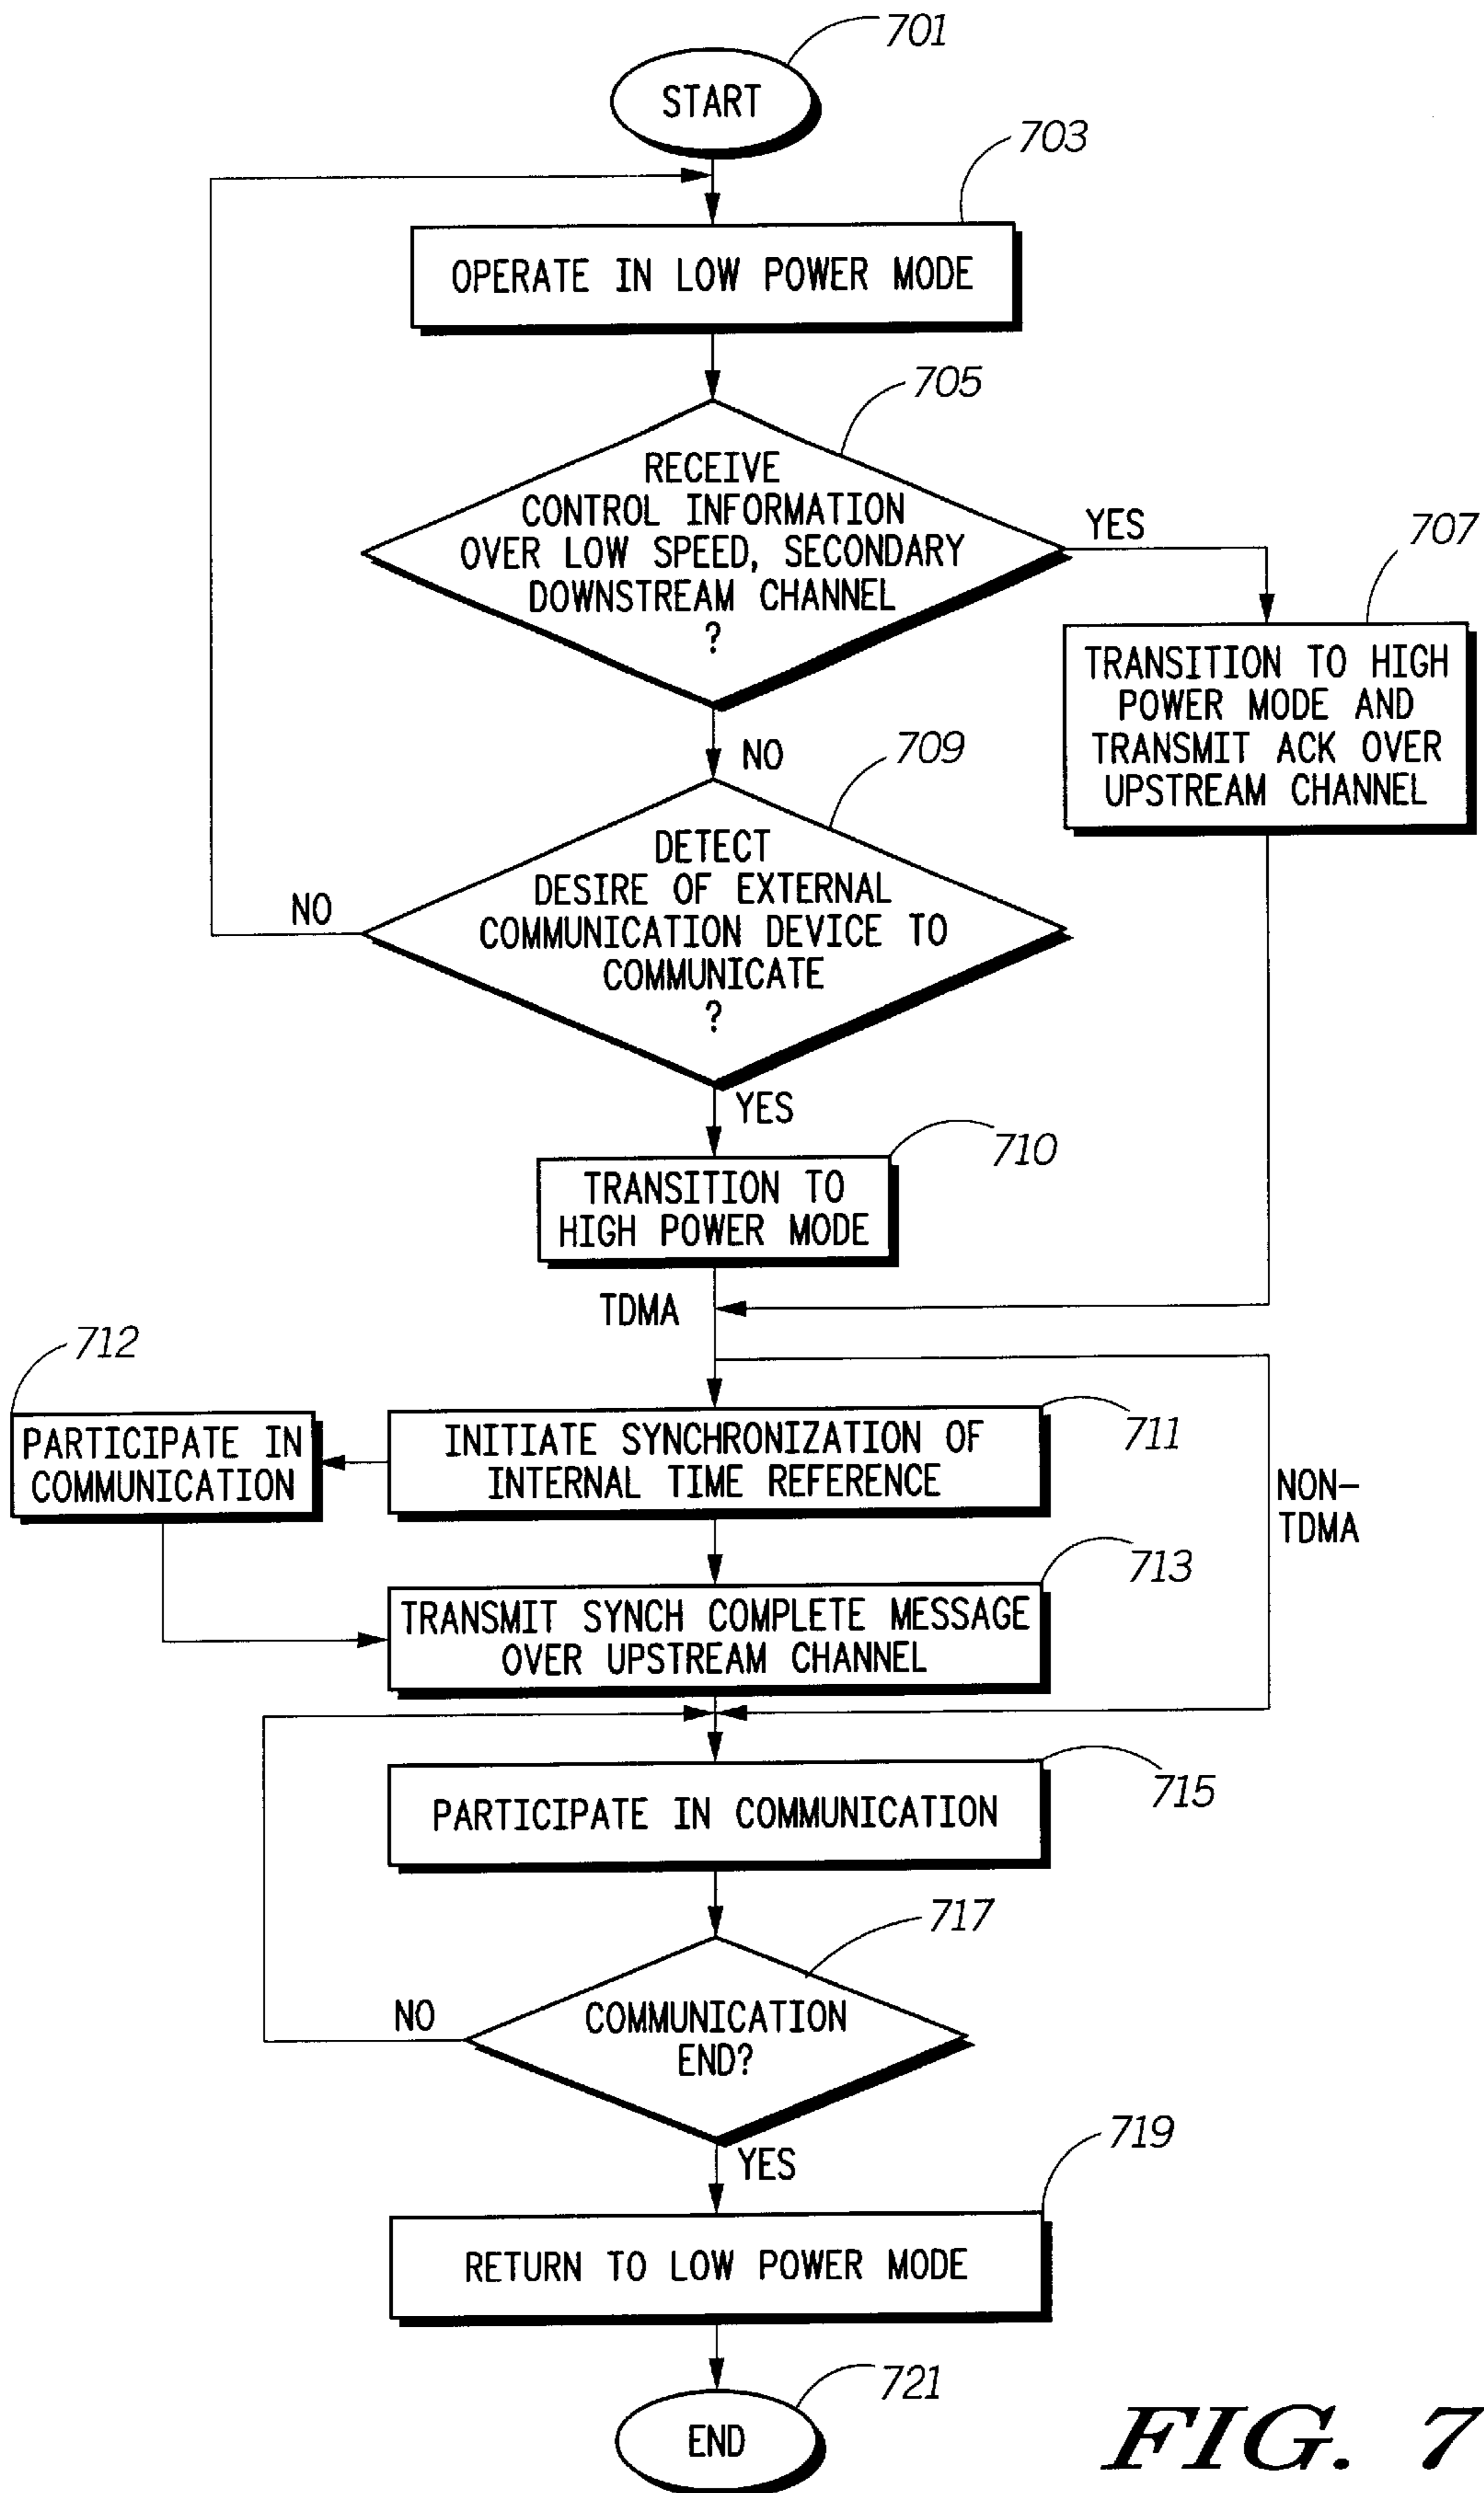 701
START
703
OPERATE IN LOW POWER MODE
705
RECEIVE
CONTROL INFORMATION
OVER LOW SPEED, SECONDARY
DOWNSTREAM CHANNEL
?
YES
707
TRANSITION TO HIGH
POWER MODE AND
TRANSMIT ACK OVER
UPSTREAM CHANNEL
NO
709
DETECT
DESIRE OF EXTERNAL
COMMUNICATION DEVICE TO
COMMUNICATE
?
NO
YES
710
TRANSITION TO
HIGH POWER MODE
TDMA
712
PARTICIPATE IN
COMMUNICATION
711
INITIATE SYNCHRONIZATION OF
INTERNAL TIME REFERENCE
NON-
TDMA
713
TRANSMIT SYNCH COMPLETE MESSAGE
OVER UPSTREAM CHANNEL
715
PARTICIPATE IN COMMUNICATION
717
NO
COMMUNICATION
END?
YES
719
RETURN TO LOW POWER MODE
721
END
FIG. 7